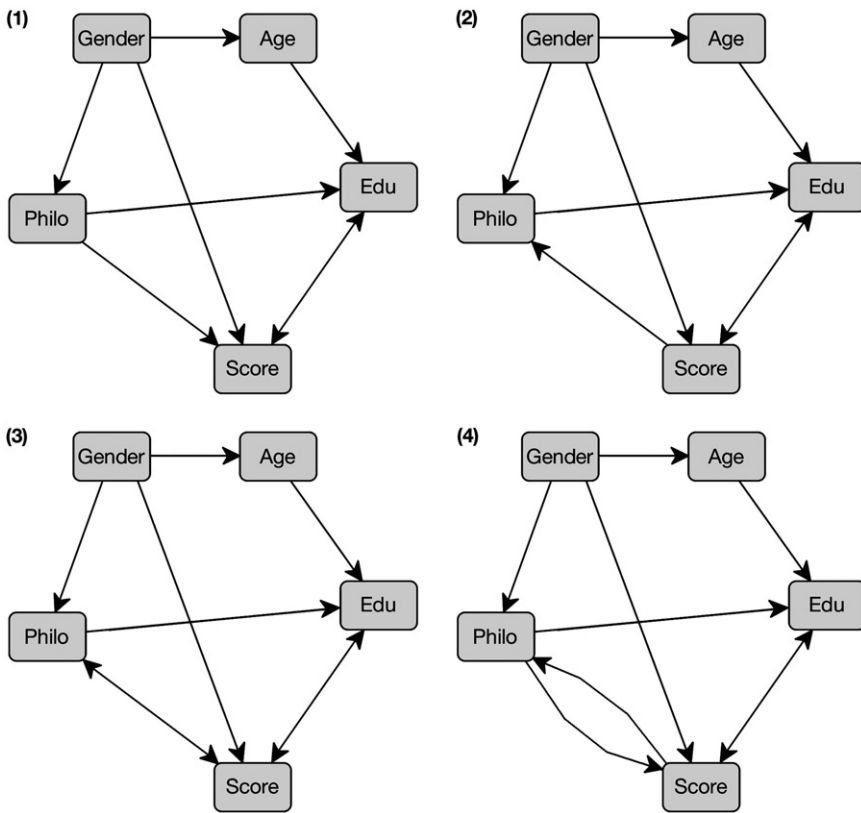 (1)
Gender
Age
Philo
Edu
Score
(2)
Gender
Age
Philo
Edu
Score
(3)
Gender
Age
Philo
Edu
Score
(4)
Gender
Age
Philo
Edu
Score